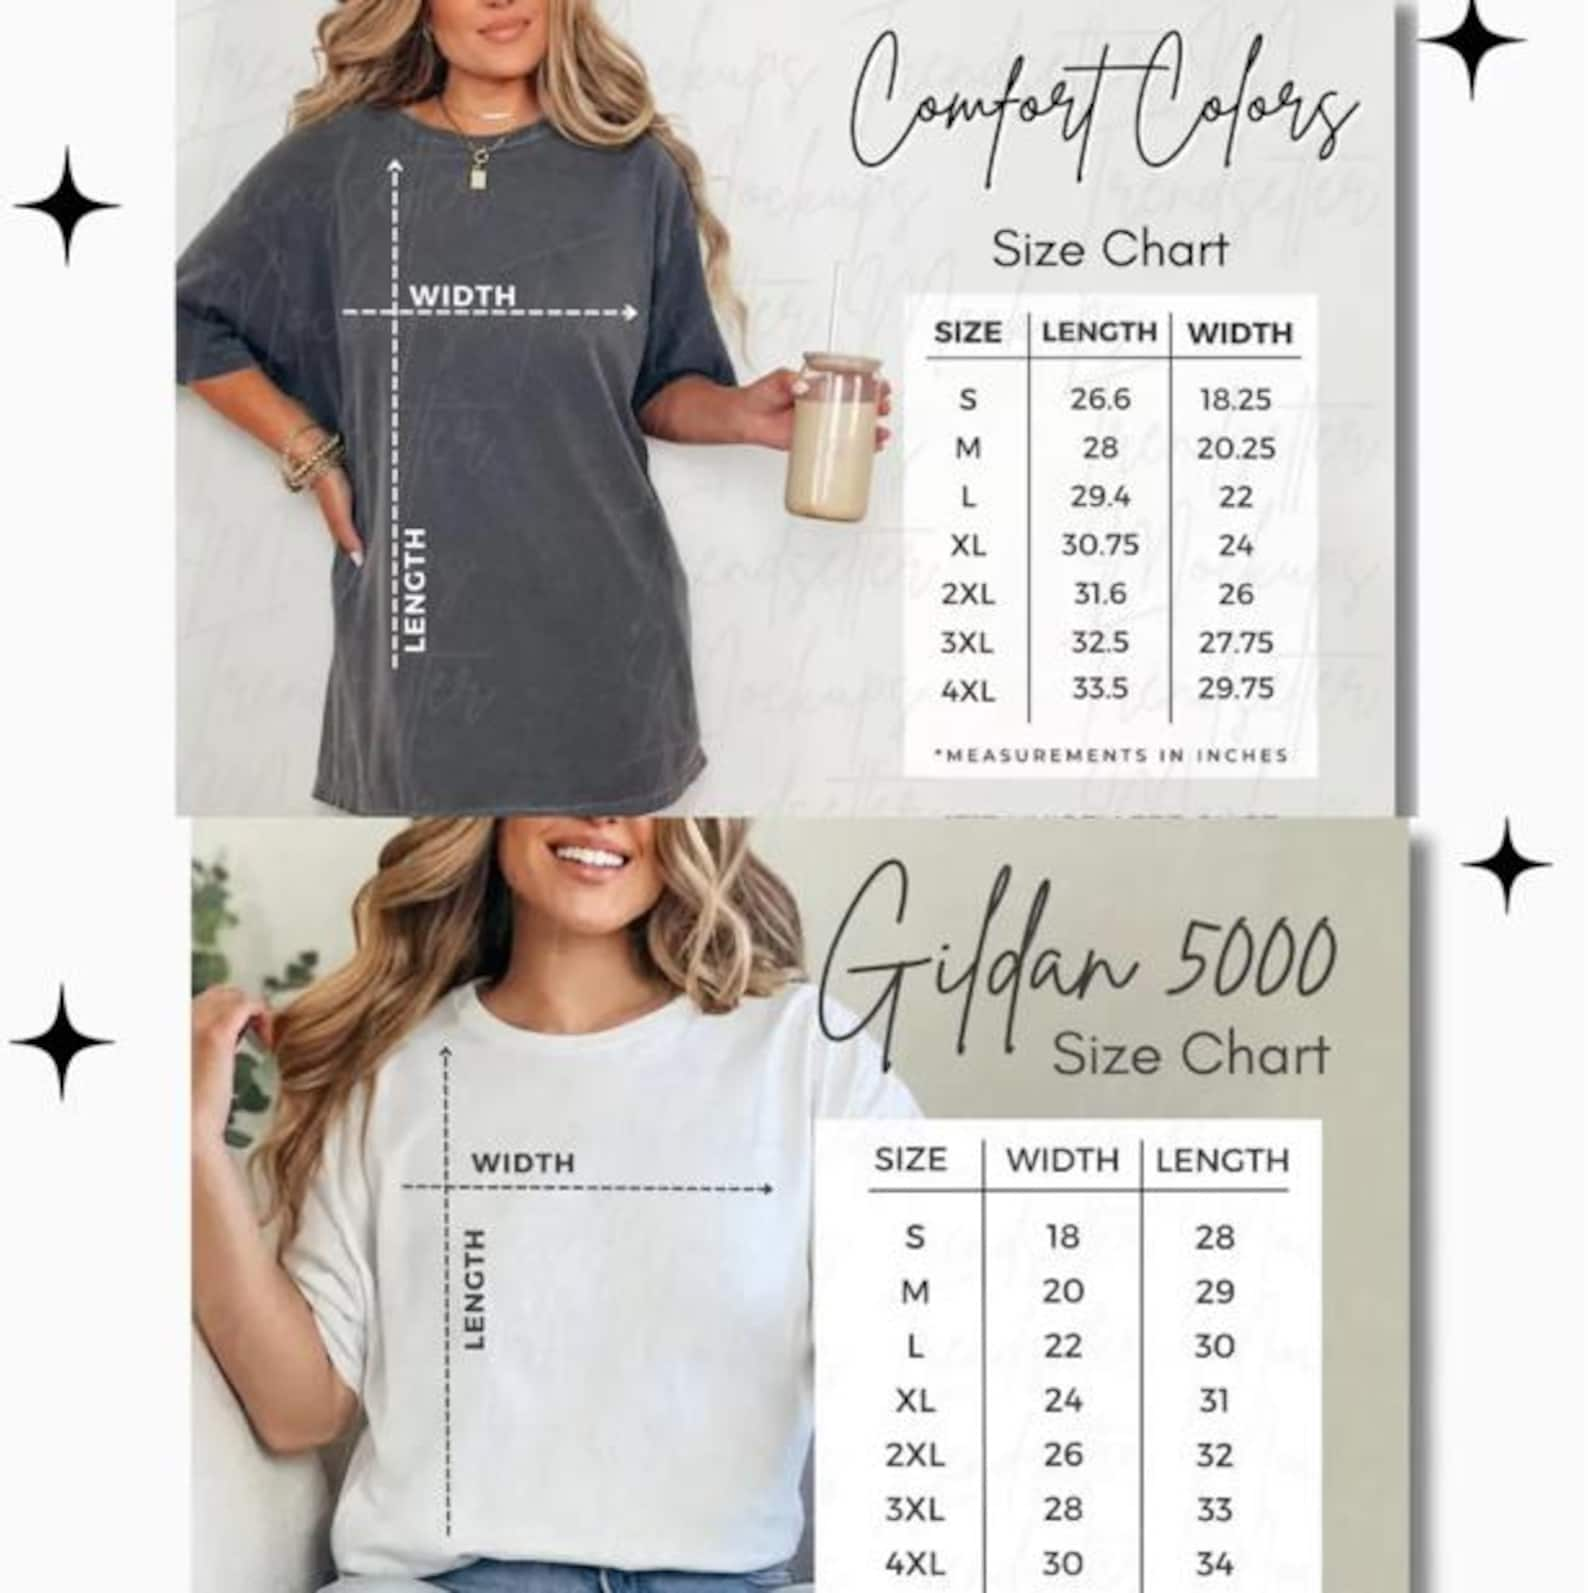 Comfort Colors
Size Chart
SIZE LENGTH WIDTH
S 26.6 18.25
M 28 20.25
L 29.4 22
XL 30.75 24
2XL 31.6 26
3XL 32.5 27.75
4XL 33.5 29.75
*MEASUREMENTS IN INCHES
WIDTH
LENGTH
Gildan 5000
Size Chart
SIZE WIDTH LENGTH
S 18 28
M 20 29
L 22 30
XL 24 31
2XL 26 32
3XL 28 33
4XL 30 34
WIDTH
LENGTH
Trendsetter
Mockups